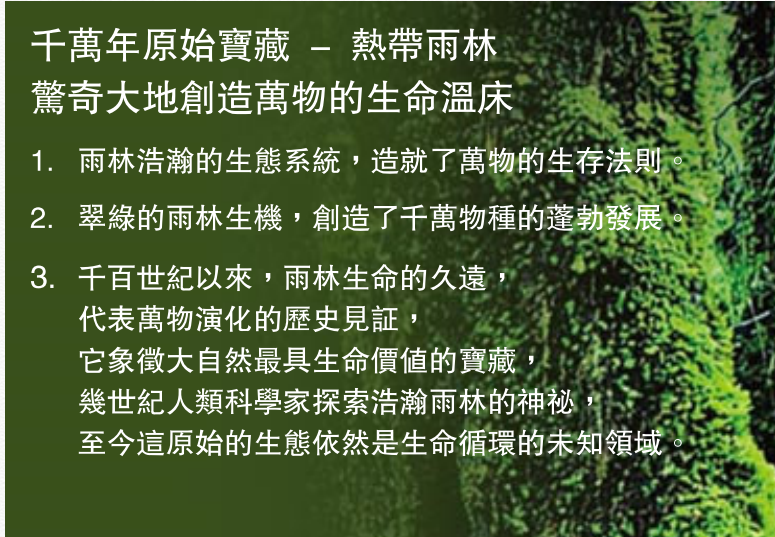 千萬年原始寶藏 – 熱帶雨林
驚奇大地創造萬物的生命溫床
1. 雨林浩瀚的生態系統，造就了萬物的生存法則。
2. 翠綠的雨林生機，創造了千萬物種的蓬勃發展。
3. 千百世紀以來，雨林生命的久遠，
代表萬物演化的歷史見証，
它象徵大自然最具生命價值的寶藏，
幾世紀人類科學家探索浩瀚雨林的神祕，
至今這原始的生態依然是生命循環的未知領域。